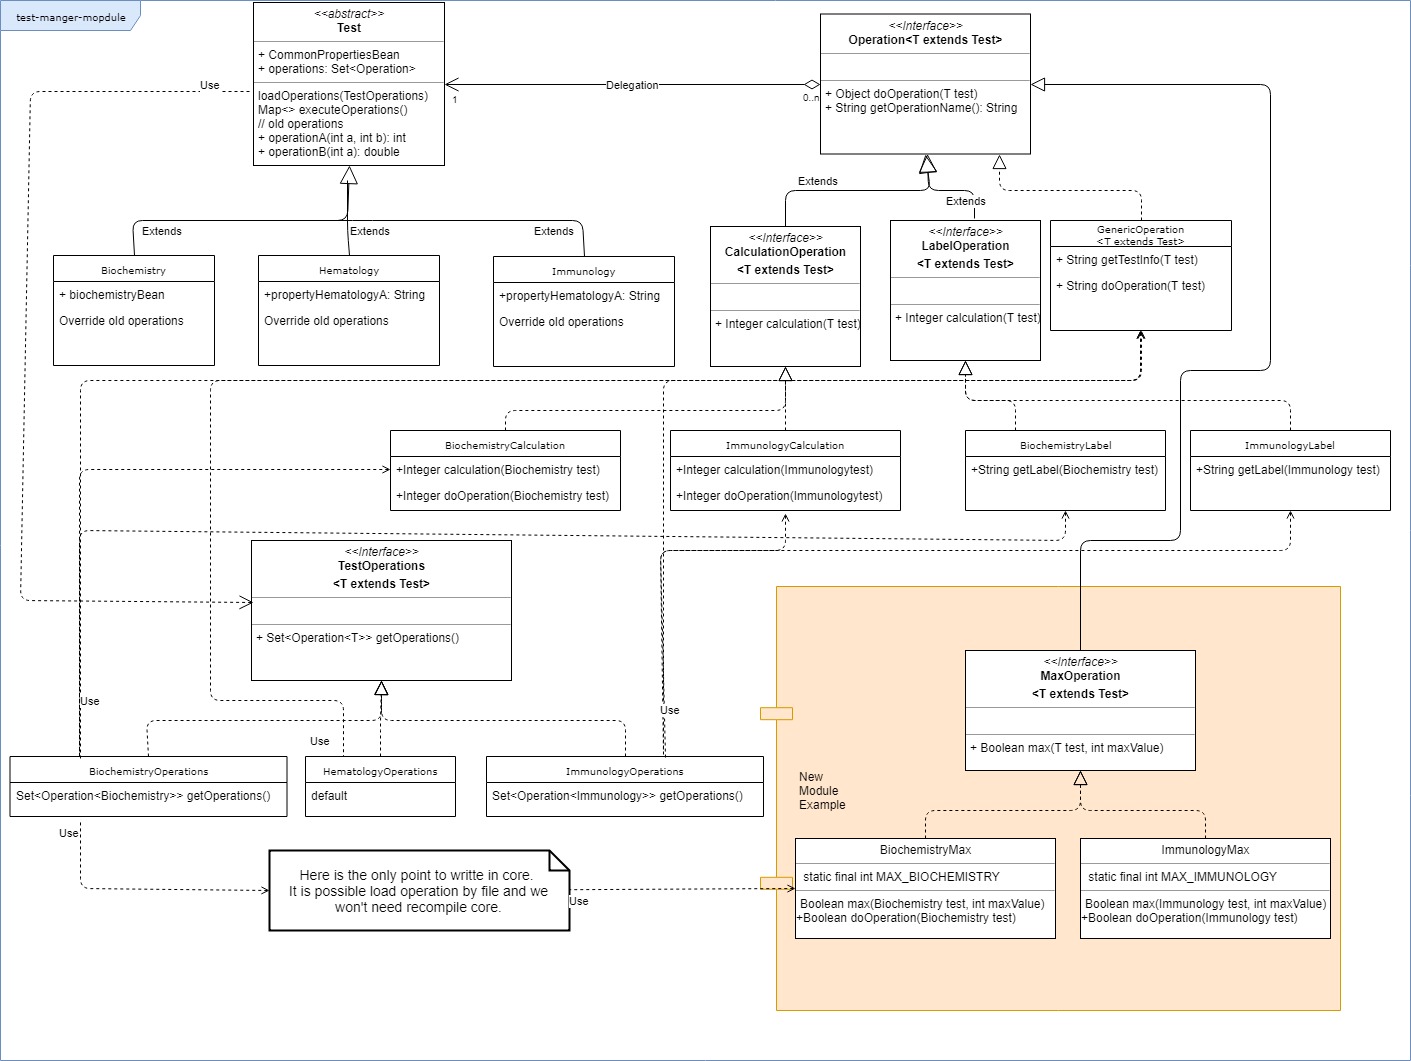 test-manger-mopdule
<<abstract>>
Test
+ CommonPropertiesBean
+ operations: Set<Operation>
loadOperations(TestOperations)
Map<> executeOperations()
// old operations
+ operationA(int a, int b): int
+ operationB(int a): double
Use
1
Delegation
0..n
<<Interface>>
Operation<T extends Test>
+ Object doOperation(T test)
+ String getOperationName(): String
Extends
Extends
Extends
Extends
Extends
Biochemistry
+ biochemistryBean
Override old operations
Hematology
+propertyHematologyA: String
Override old operations
Immunology
+propertyHematologyA: String
Override old operations
<<Interface>>
CalculationOperation
<T extends Test>
+ Integer calculation(T test)
<<Interface>>
LabelOperation
<T extends Test>
+ Integer calculation(T test)
GenericOperation
<T extends Test>
+ String getTestInfo(T test)
+ String doOperation(T test)
BiochemistryCalculation
+Integer calculation(Biochemistry test)
+Integer doOperation(Biochemistry test)
ImmunologyCalculation
+Integer calculation(Immunologytest)
+Integer doOperation(Immunologytest)
BiochemistryLabel
+String getLabel(Biochemistry test)
ImmunologyLabel
+String getLabel(Immunology test)
<<Interface>>
TestOperations
<T extends Test>
+ Set<Operation<T>> getOperations()
Use
Use
Use
BiochemistryOperations
Set<Operation<Biochemistry>> getOperations()
HematologyOperations
default
ImmunologyOperations
Set<Operation<Immunology>> getOperations()
<<Interface>>
MaxOperation
<T extends Test>
+ Boolean max(T test, int maxValue)
New
Module
Example
Use
Here is the only point to writte in core.
It is possible load operation by file and we
won't need recompile core.
Use
BiochemistryMax
static final int MAX_BIOCHEMISTRY
Boolean max(Biochemistry test, int maxValue)
+Boolean doOperation(Biochemistry test)
ImmunologyMax
static final int MAX_IMMUNOLOGY
Boolean max(Immunology test, int maxValue)
+Boolean doOperation(Immunology test)